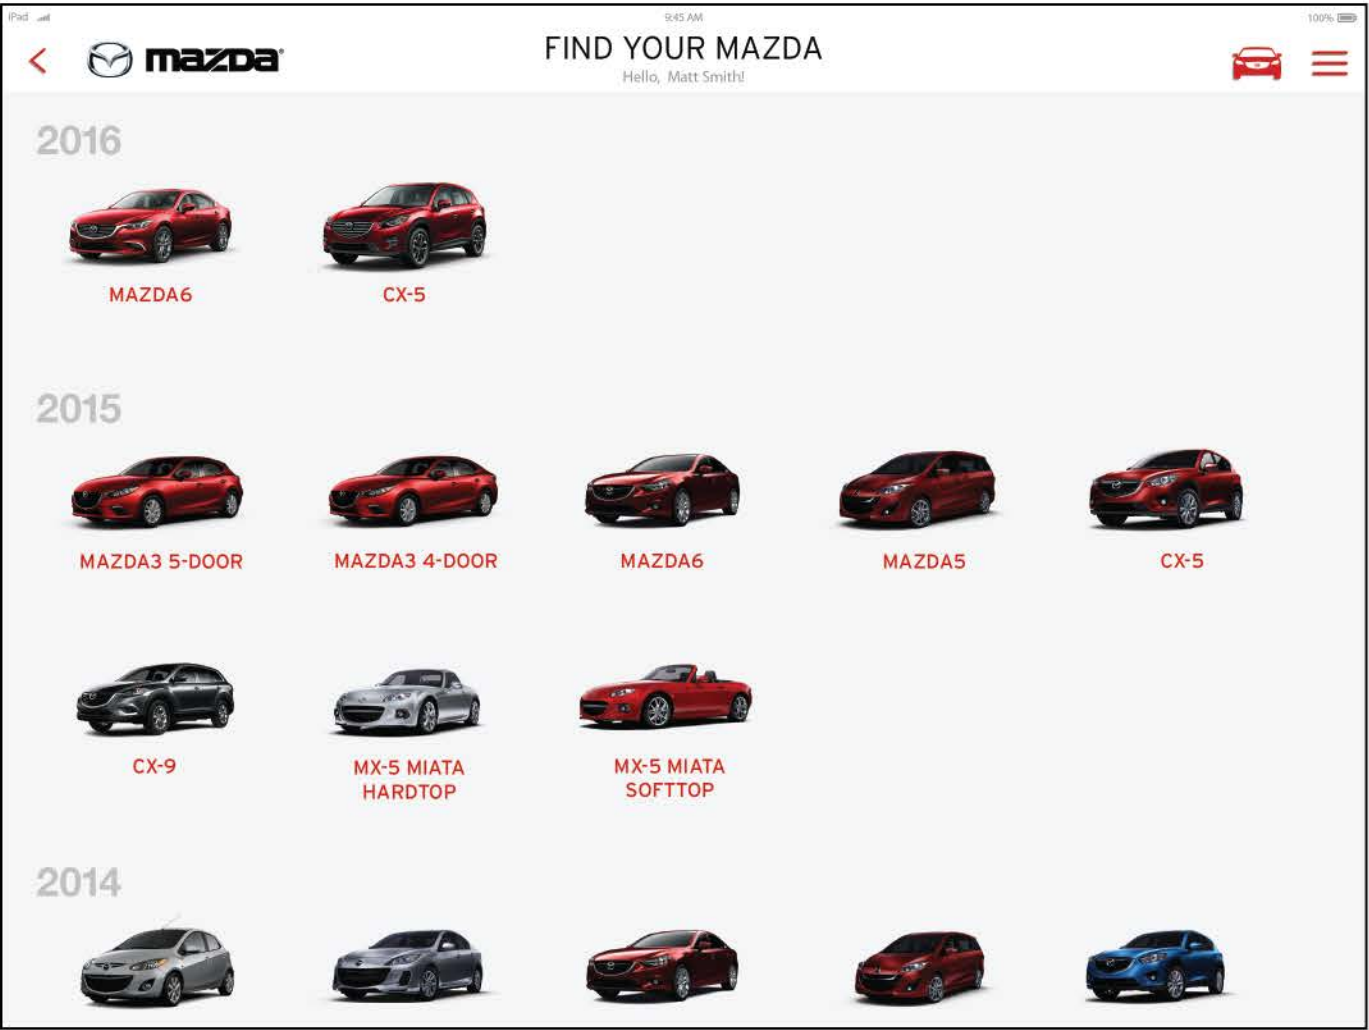 iPad
9:45 AM
100%
mazda
FIND YOUR MAZDA
Hello, Matt Smith!
2016
MAZDA6
CX-5
2015
MAZDA3 5-DOOR
MAZDA3 4-DOOR
MAZDA6
MAZDA5
CX-5
CX-9
MX-5 MIATA
HARDTOP
MX-5 MIATA
SOFTTOP
2014